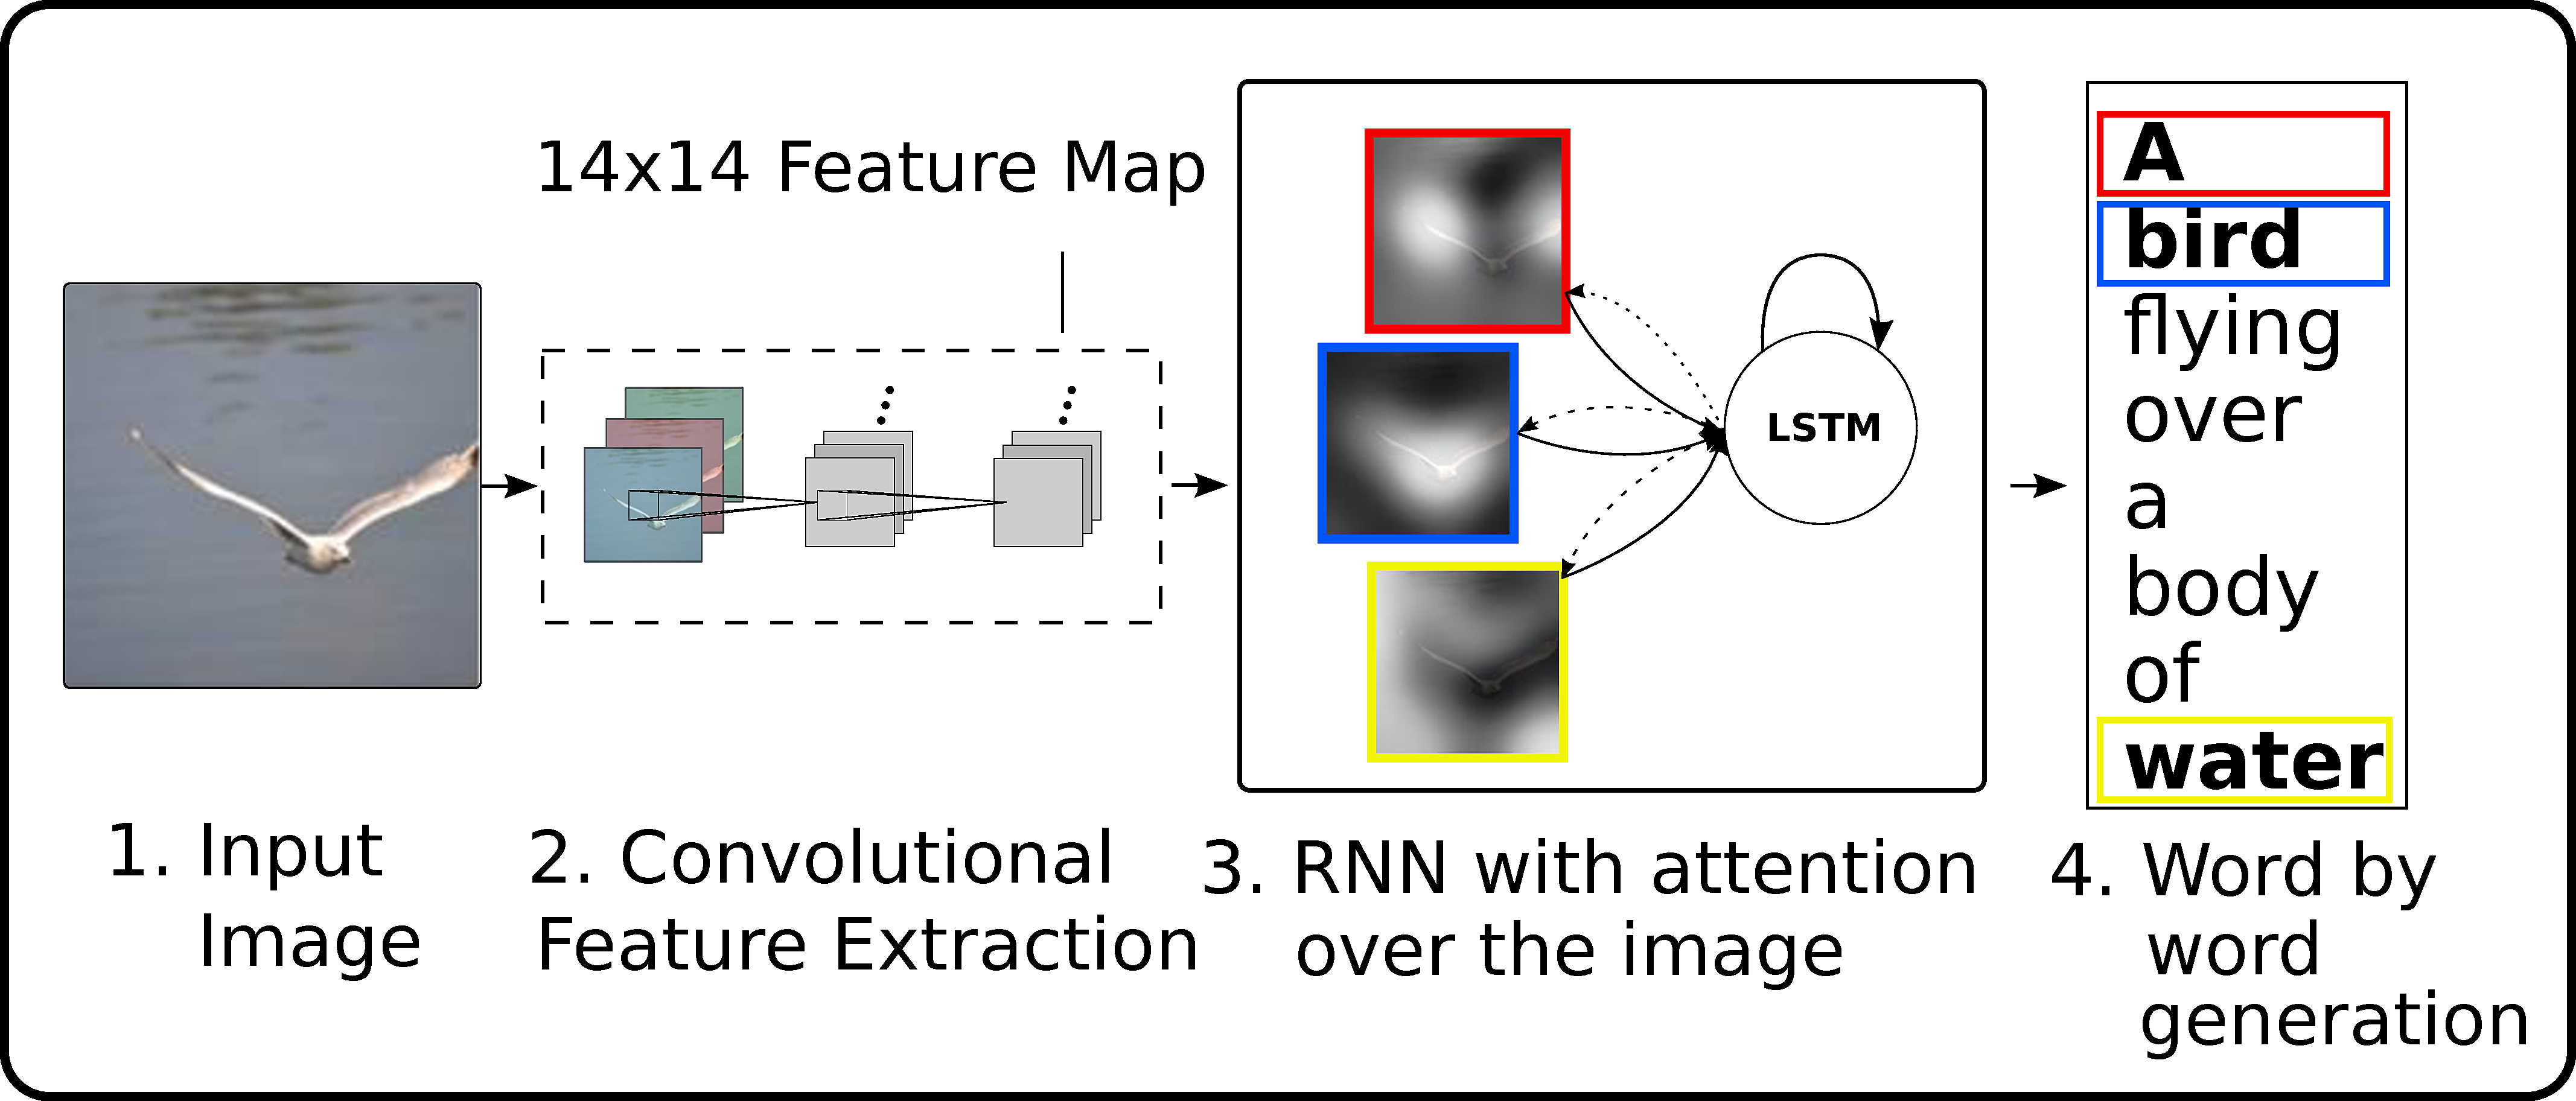 14x14 Feature Map
LSTM
A
bird
flying
over
a
body
of
water
1. Input
Image
2. Convolutional
Feature Extraction
3. RNN with attention
over the image
4. Word by
word
generation